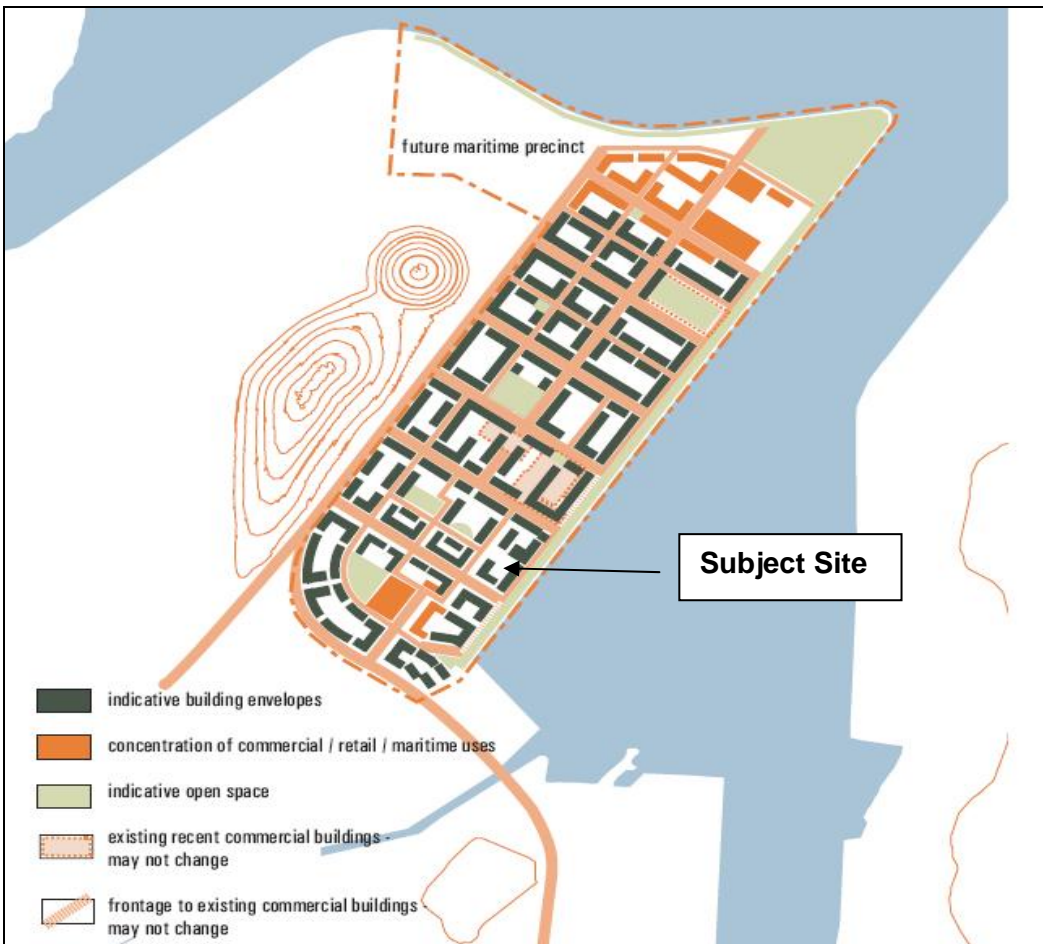 future maritime precinct
Subject Site
indicative building envelopes
concentration of commercial / retail / maritime uses
indicative open space
existing recent commercial buildings -
may not change
frontage to existing commercial buildings -
may not change